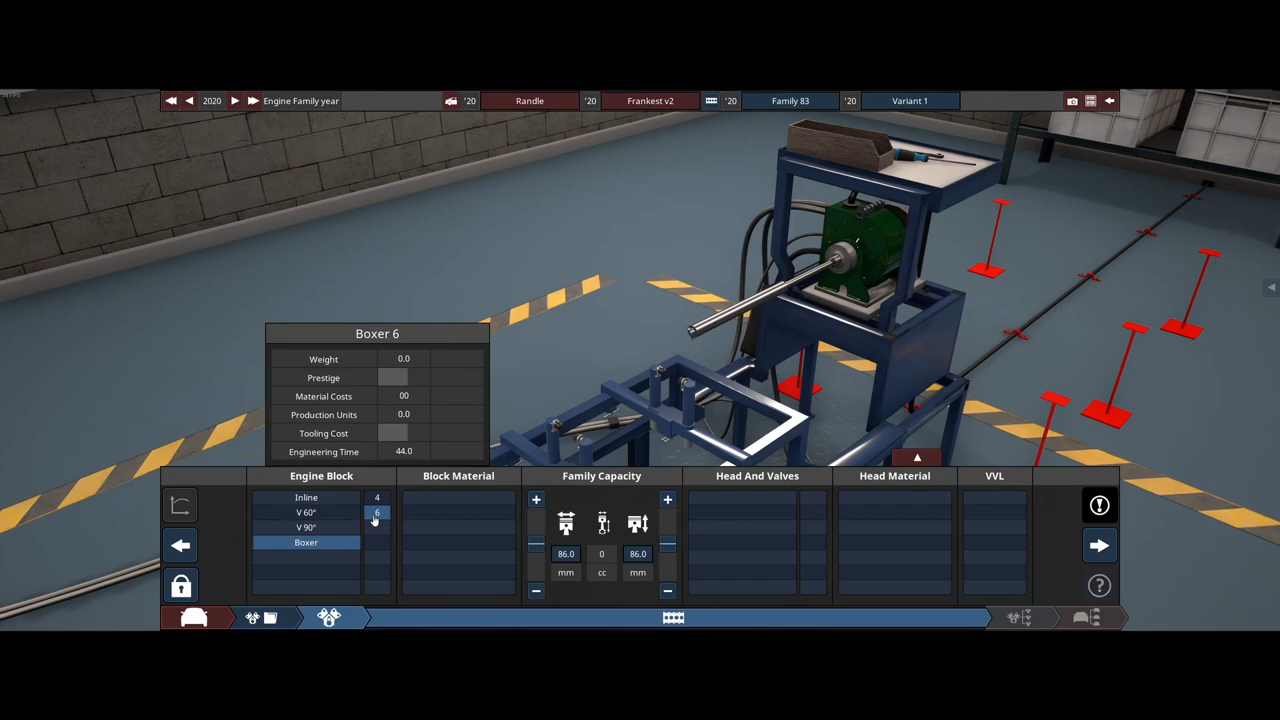 2020 Engine Family year '20 Randle '20 Frankest v2 '20 Family 83 '20 Variant 1
Boxer 6
Weight 0.0
Prestige
Material Costs 00
Production Units 0.0
Tooling Cost
Engineering Time 44.0
Engine Block Block Material Family Capacity Head And Valves Head Material VVL
Inline 4
V 60° 6
V 90°
Boxer
86.0 0 86.0
mm cc mm